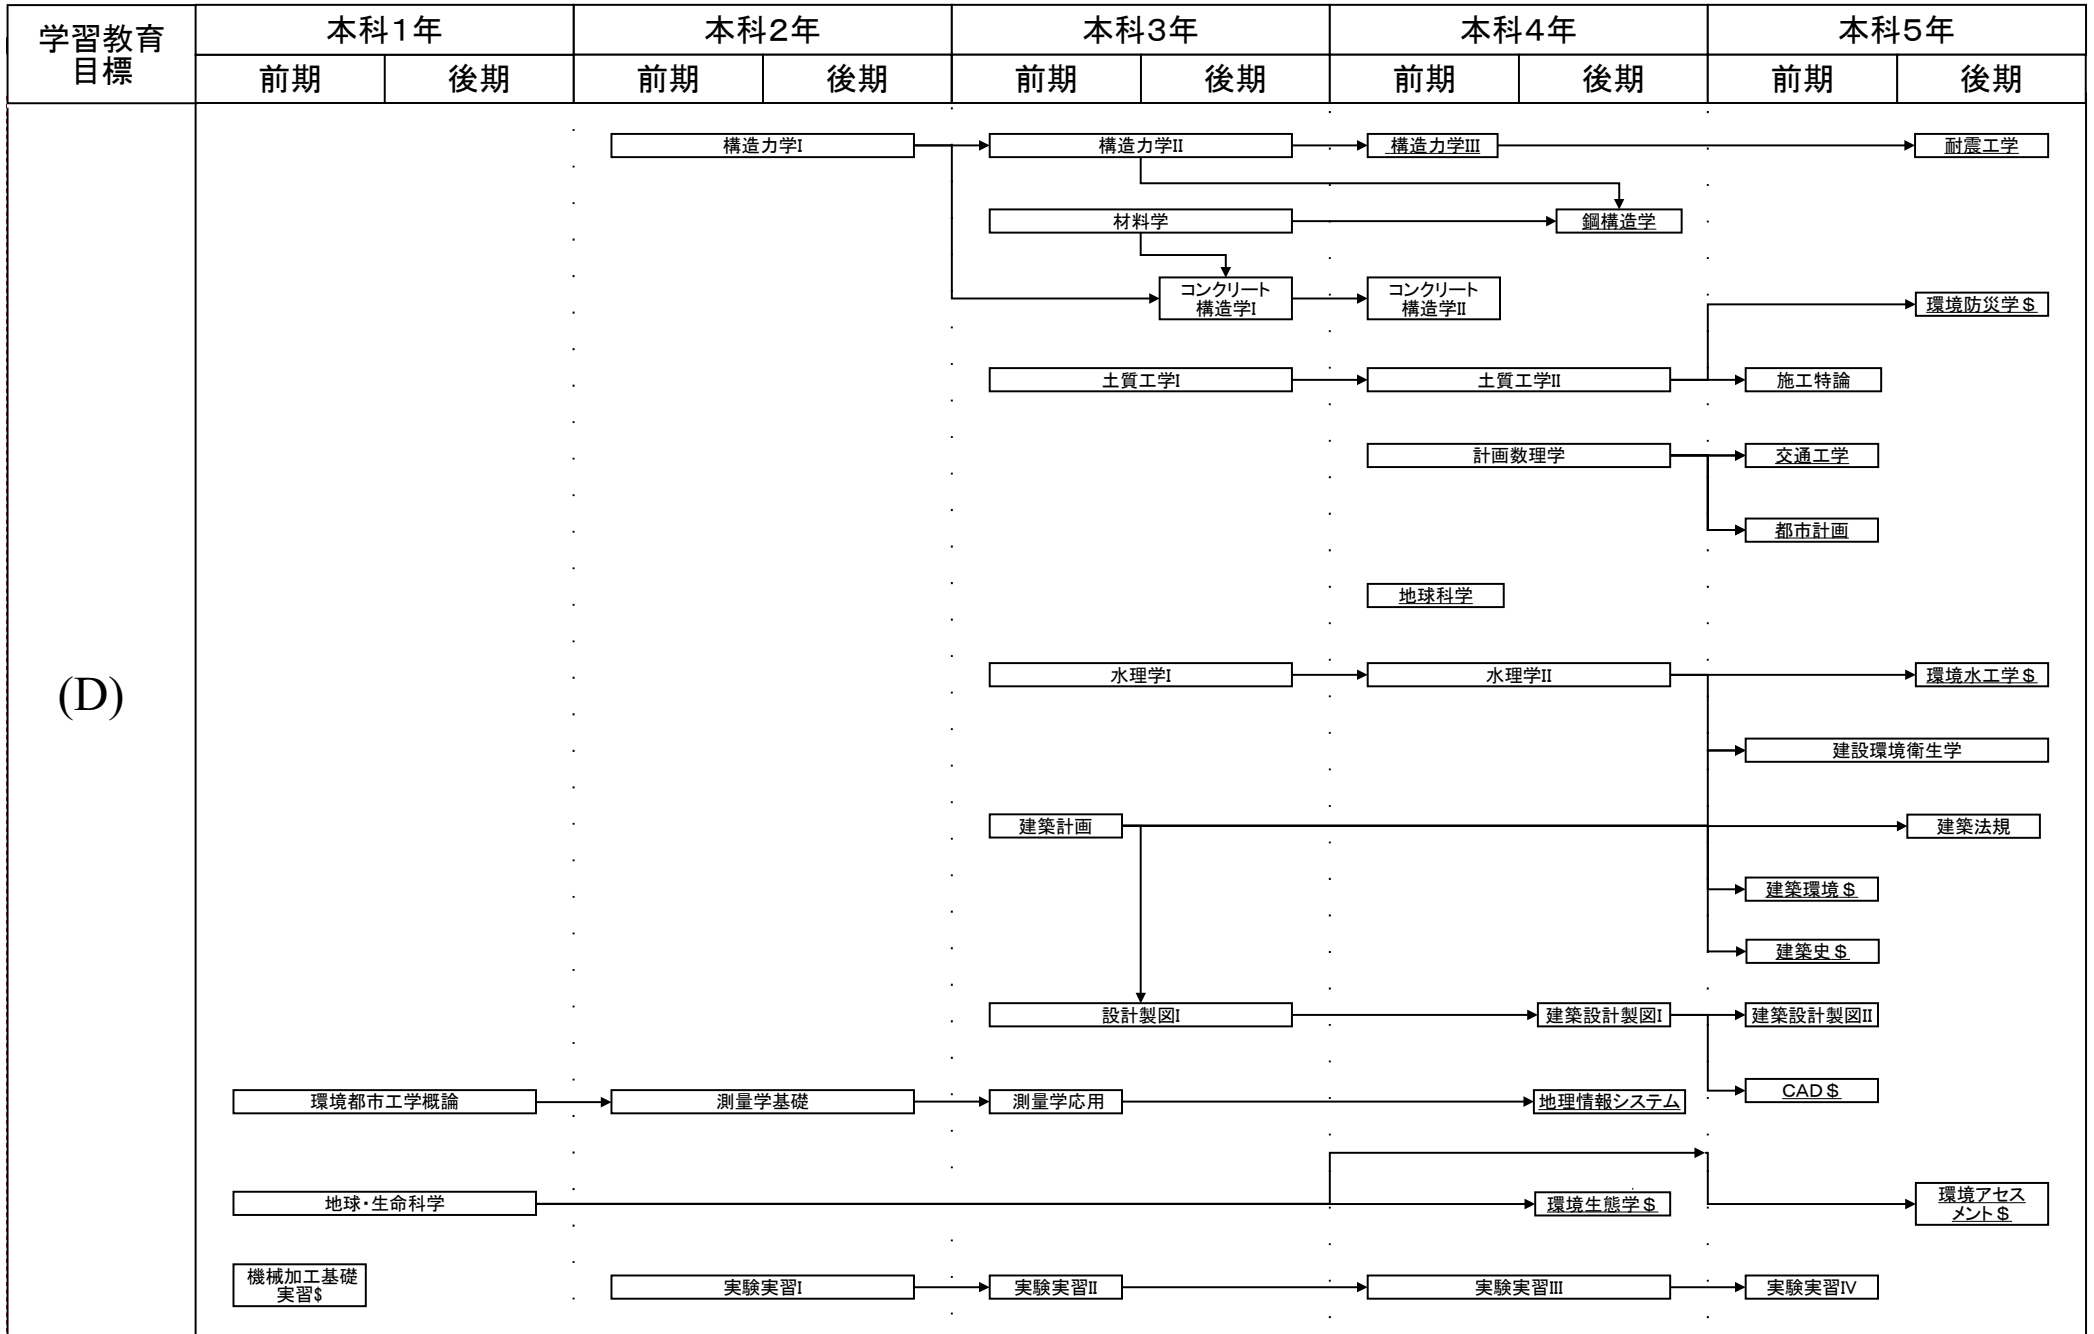 学習教育
目標
本科1年
本科2年
本科3年
本科4年
本科5年
前期
後期
前期
後期
前期
後期
前期
後期
前期
後期
(D)
構造力学I
構造力学II
構造力学III
耐震工学
材料学
鋼構造学
コンクリート
構造学I
コンクリート
構造学II
環境防災学＄
土質工学I
土質工学II
施工特論
計画数理学
交通工学
都市計画
地球科学
水理学I
水理学II
環境水工学＄
建設環境衛生学
建築計画
建築法規
建築環境＄
建築史＄
設計製図I
建築設計製図I
建築設計製図II
環境都市工学概論
測量学基礎
測量学応用
地理情報システム
CAD＄
地球・生命科学
環境生態学＄
環境アセス
メント＄
機械加工基礎
実習$
実験実習I
実験実習II
実験実習III
実験実習IV